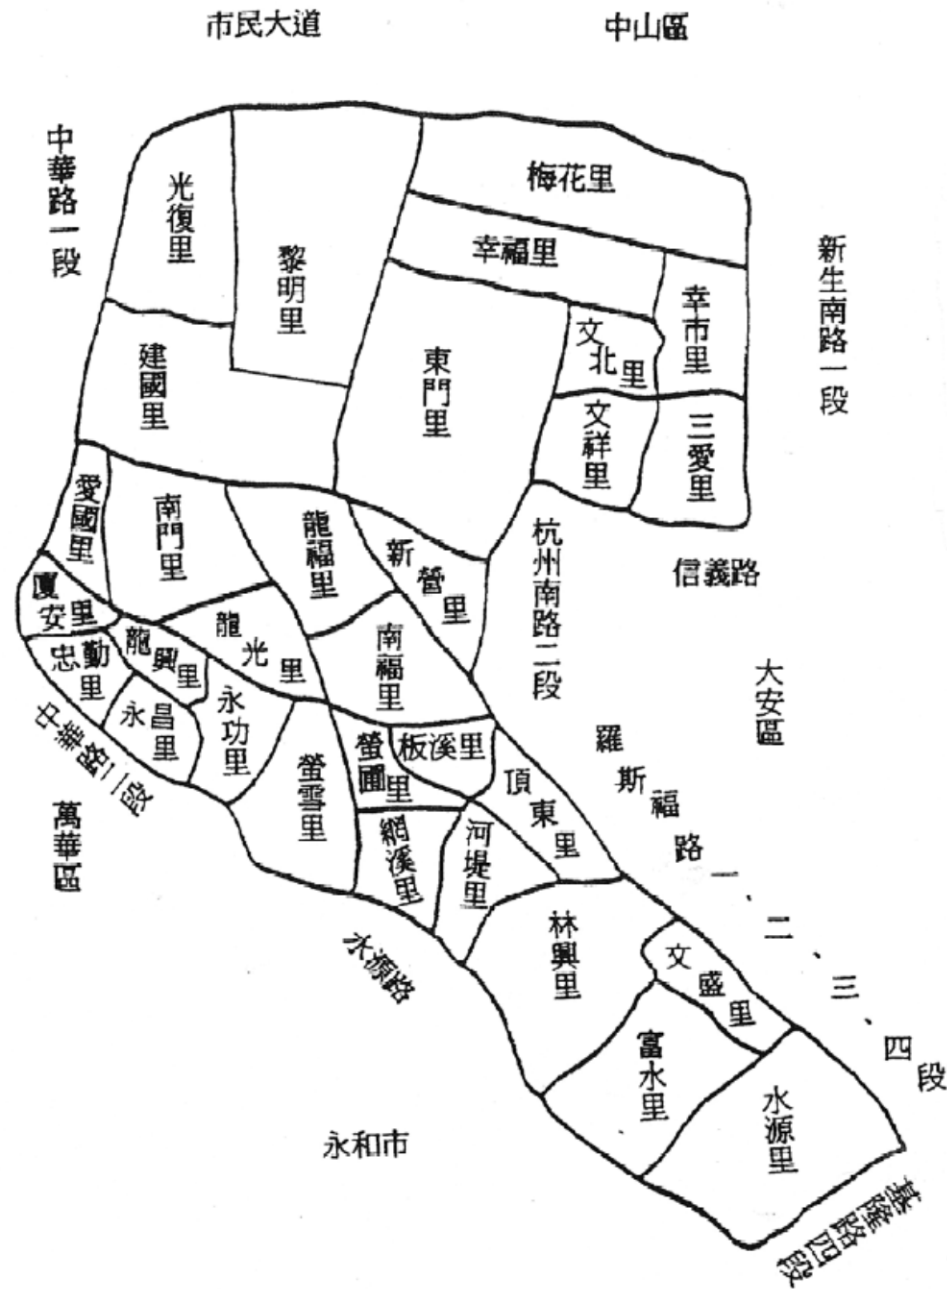 市民大道
中山區
中華路一段
光復里
黎明里
梅花里
幸福里
幸市里
新生南路一段
建國里
東門里
文北里
文祥里
三愛里
愛國里
南門里
龍福里
新營里
杭州南路二段
信義路
廈安里
龍興里
龍光里
南福里
大安區
忠勤里
永昌里
永功里
螢雪里
螢圃里
板溪里
頂東里
羅斯福路一、二、三、四段
中華路二段
萬華區
網溪里
河堤里
林興里
文盛里
水源路
富水里
水源里
永和市
基隆路四段